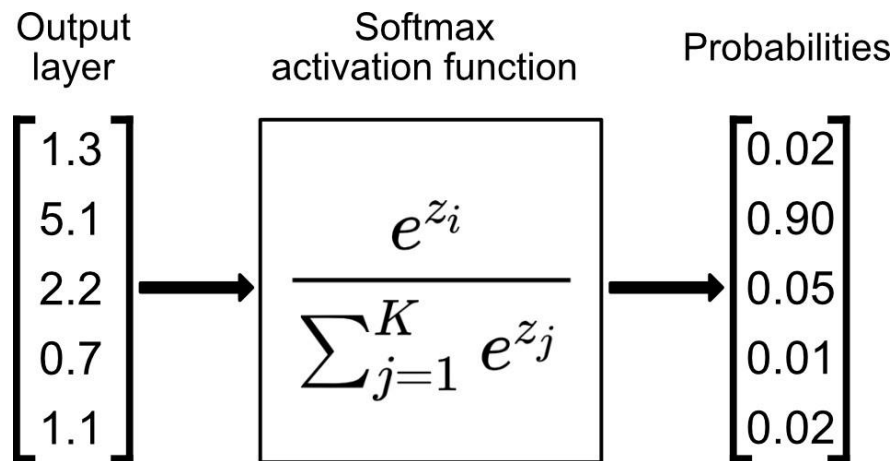 Output
layer
Softmax
activation function
Probabilities
1.3
5.1
2.2
0.7
1.1
e^{z_i}
∑_{j=1}^{K} e^{z_j}
0.02
0.90
0.05
0.01
0.02